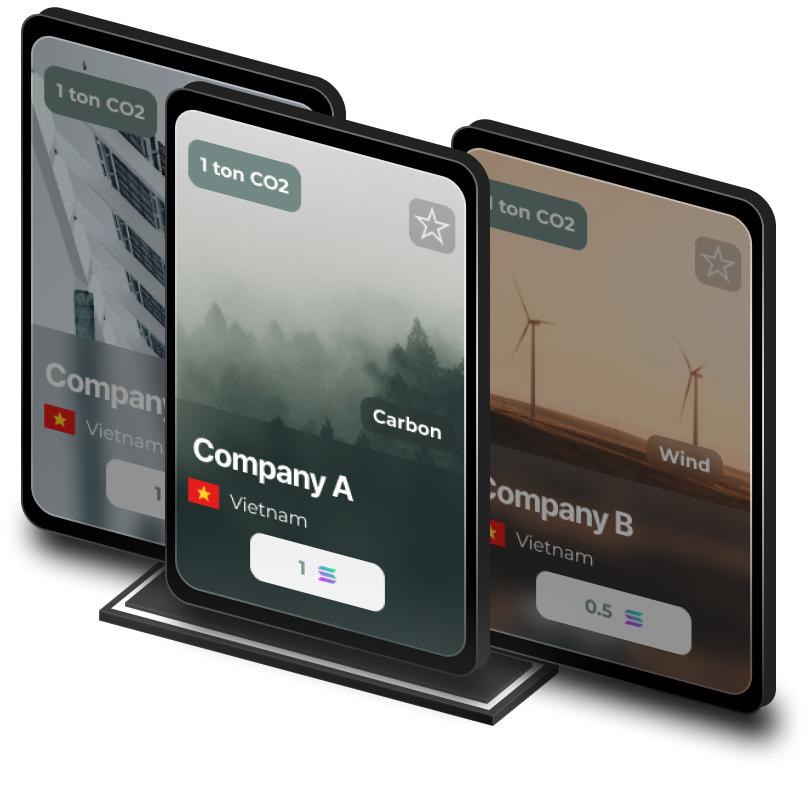 1 ton CO2
Company
Vietnam
1
1 ton CO2
Carbon
Company A
Vietnam
1
1 ton CO2
Wind
Company B
Vietnam
0.5